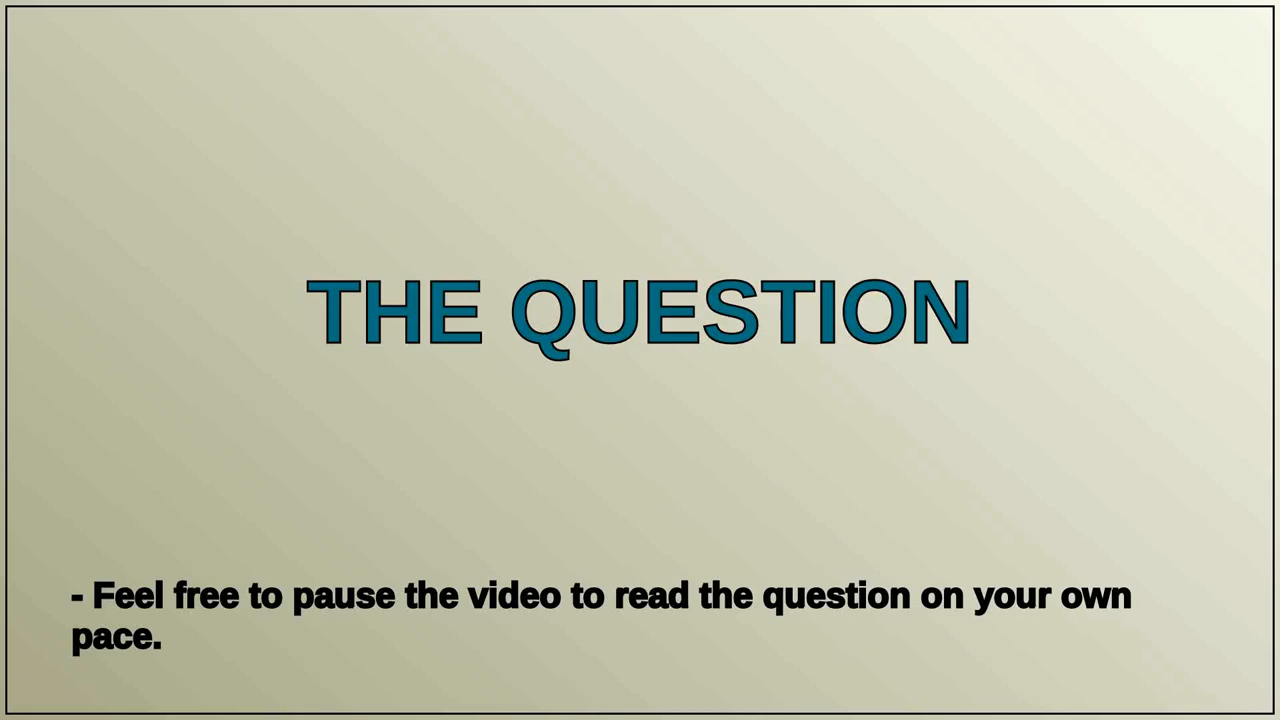 THE QUESTION
- Feel free to pause the video to read the question on your own
pace.